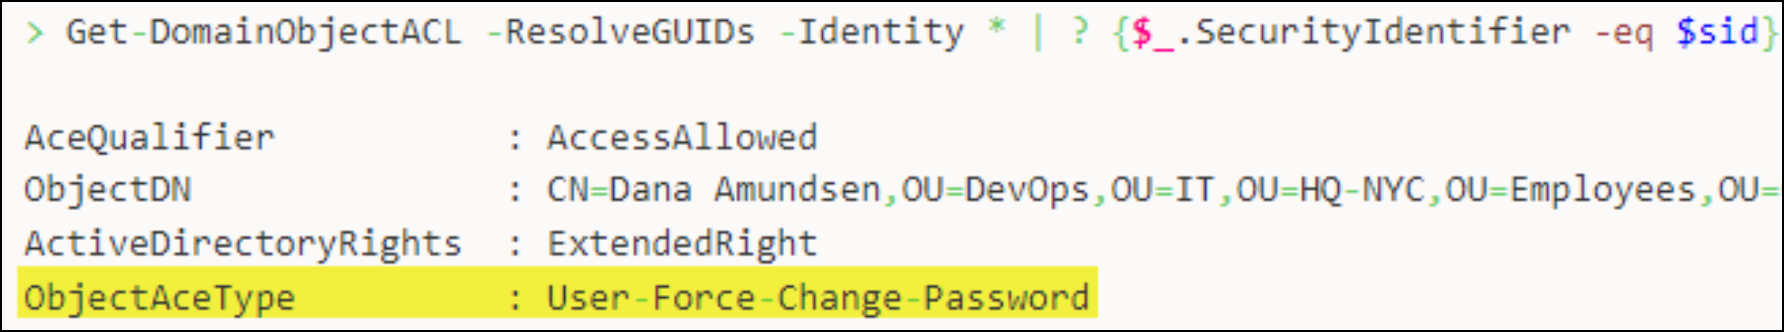 > Get-DomainObjectACL -ResolveGUIDs -Identity * | ? {$_.SecurityIdentifier -eq $sid}
AceQualifier : AccessAllowed
ObjectDN : CN=Dana Amundsen,OU=DevOps,OU=IT,OU=HQ-NYC,OU=Employees,OU=
ActiveDirectoryRights : ExtendedRight
ObjectAceType : User-Force-Change-Password